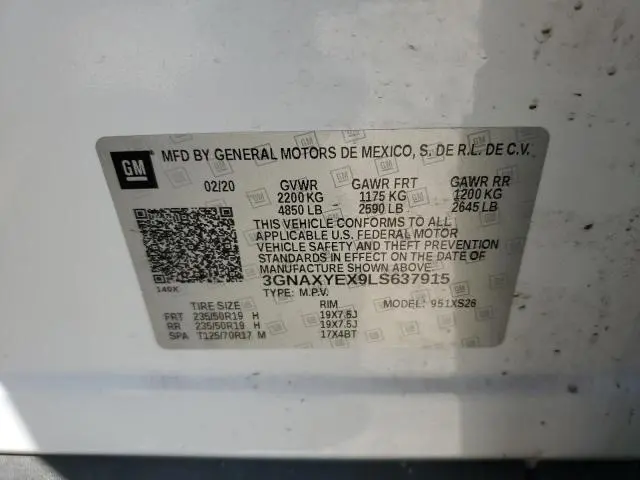 GM
MFD BY GENERAL MOTORS DE MEXICO, S. DE R.L. DE C.V.
02/20 GVWR GAWR FRT GAWR RR
2200 KG 1175 KG 1200 KG
4850 LB 2590 LB 2645 LB
THIS VEHICLE CONFORMS TO ALL
APPLICABLE U.S. FEDERAL MOTOR
VEHICLE SAFETY AND THEFT PREVENTION
STANDARDS IN EFFECT ON THE DATE OF
MANUFACTURE SHOWN ABOVE.
3GNAXYEX9LS637915
140X TYPE: M.P.V.
TIRE SIZE RIM MODEL: 951XS26
FRT 235/50R19 H 19X7.5J
RR 235/50R19 H 19X7.5J
SPA T125/70R17 M 17X4BT